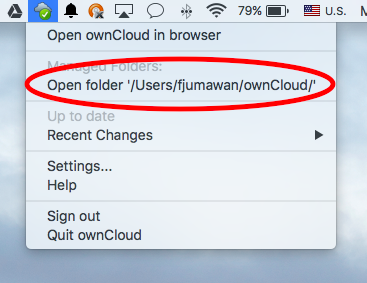 79% U.S.
Open ownCloud in browser
Managed Folders:
Open folder '/Users/fjumawan/ownCloud/'
Up to date
Recent Changes
Settings...
Help
Sign out
Quit ownCloud